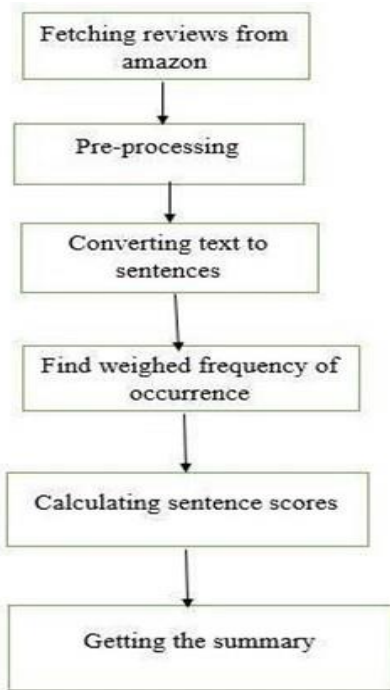 Fetching reviews from
amazon
Pre-processing
Converting text to
sentences
Find weighed frequency of
occurrence
Calculating sentence scores
Getting the summary